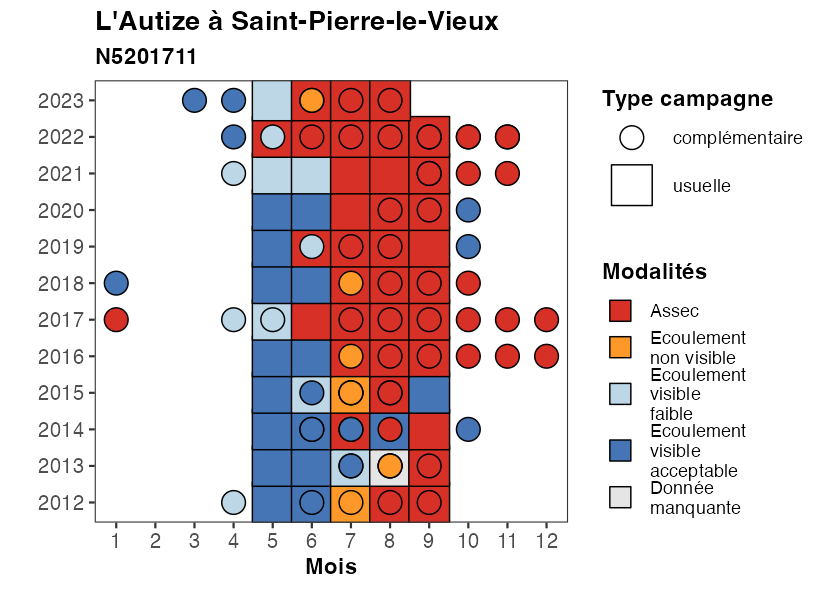 L'Autize à Saint-Pierre-le-Vieux
N5201711
2023
2022
2021
2020
2019
2018
2017
2016
2015
2014
2013
2012
1 2 3 4 5 6 7 8 9 10 11 12
Mois
Type campagne
complémentaire
usuelle
Modalités
Assec
Ecoulement
non visible
Ecoulement
visible
faible
Ecoulement
visible
acceptable
Donnée
manquante